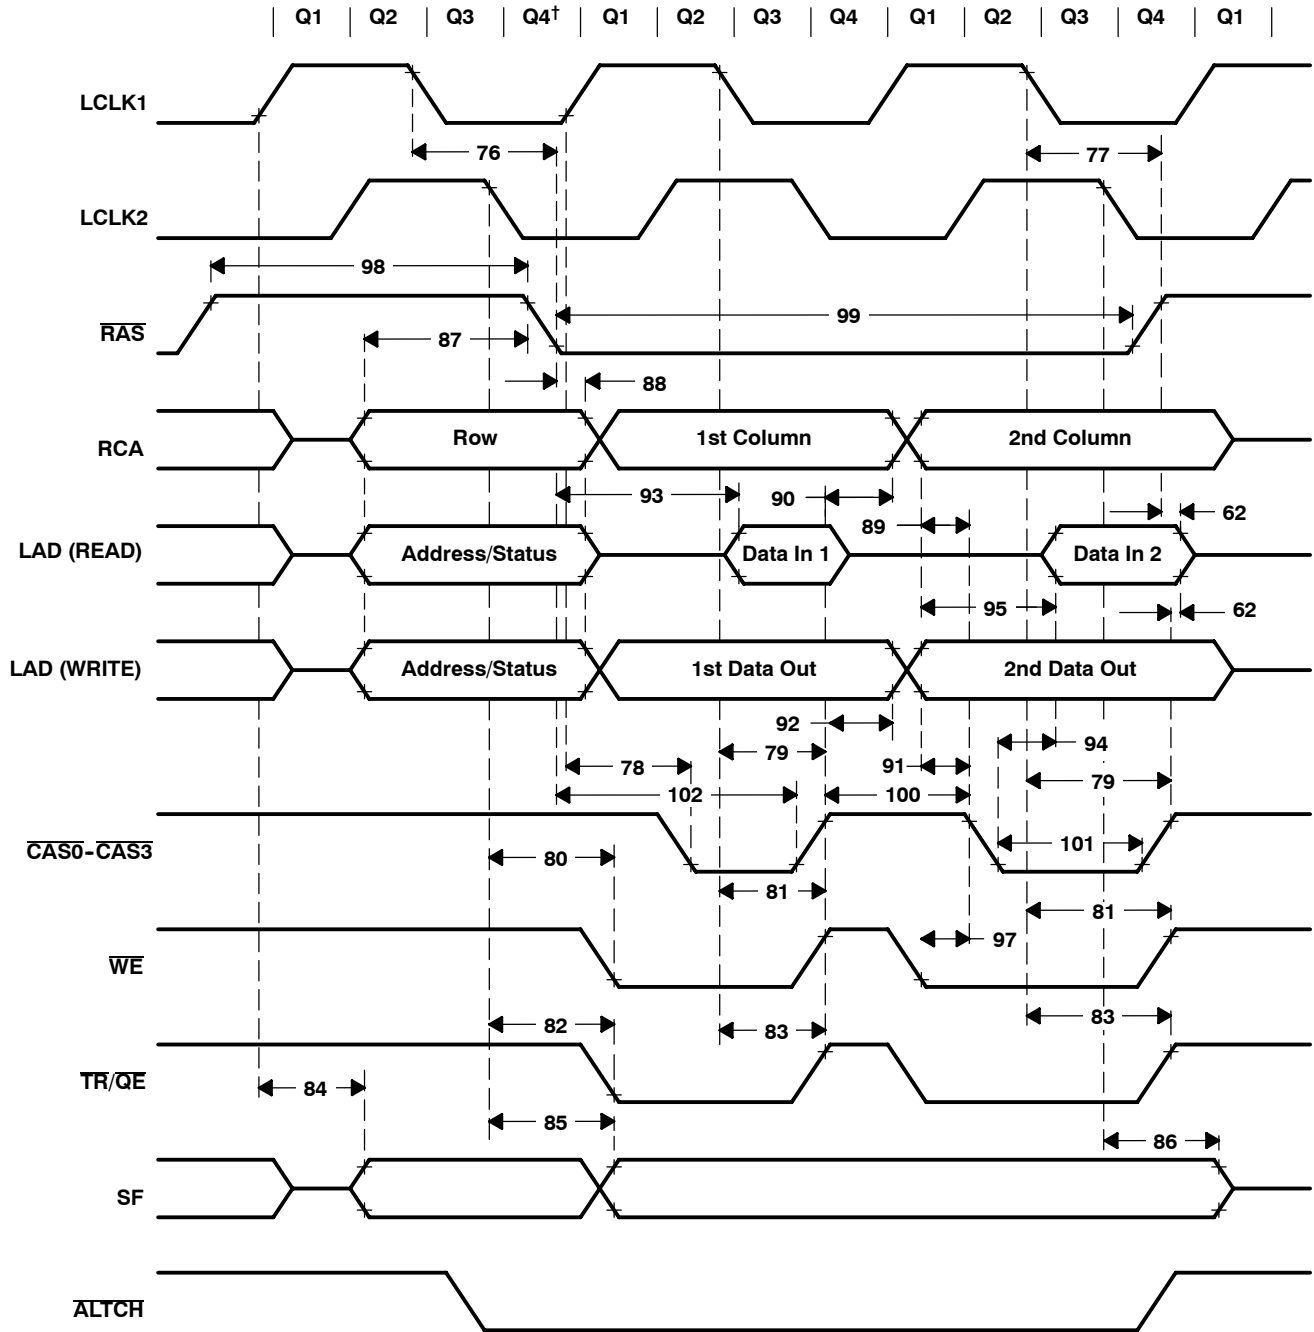 Q1 Q2 Q3 Q4† Q1 Q2 Q3 Q4 Q1 Q2 Q3 Q4 Q1
LCLK1
76 77
LCLK2
98
RAS
99
87
88
RCA Row 1st Column 2nd Column
93 90
62
89
LAD (READ) Address/Status Data In 1 Data In 2
95 62
LAD (WRITE) Address/Status 1st Data Out 2nd Data Out
92
94
79
78 91
79
102 100
CAS0-CAS3
101
80
81
81
97
WE
82 83 83
TR/QE
84
85
86
SF
ALTCH